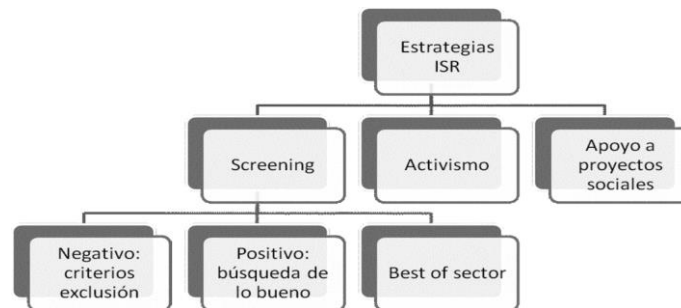 Estrategias
ISR
Screening
Activismo
Apoyo a
proyectos
sociales
Negativo:
criterios
exclusión
Positivo:
búsqueda de
lo bueno
Best of sector